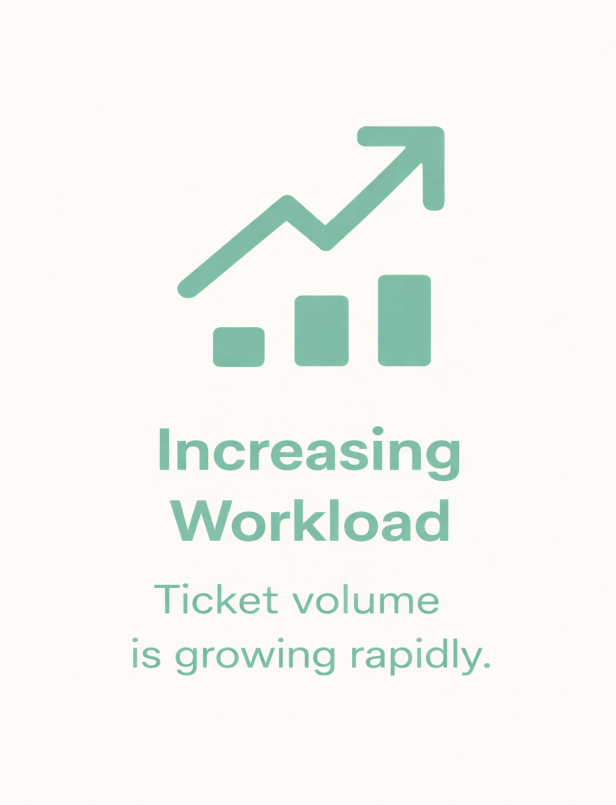 Increasing
Workload
Ticket volume
is growing rapidly.